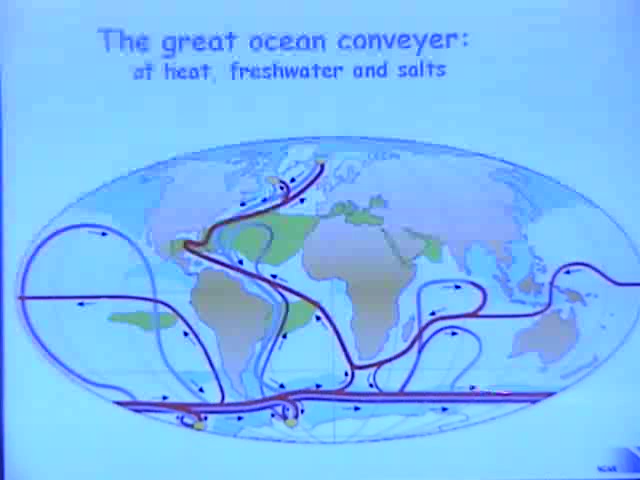 The great ocean conveyer:
of heat, freshwater and salts